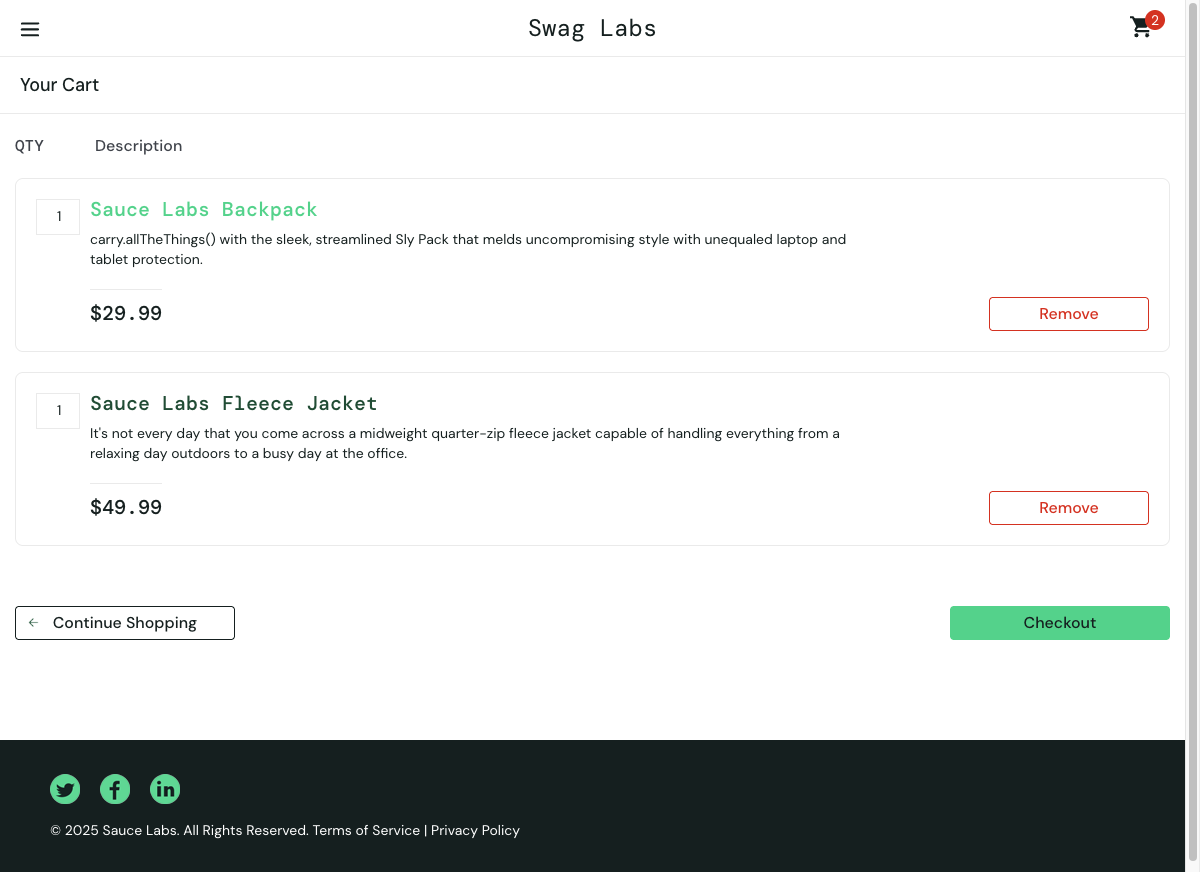 Swag Labs
2
Your Cart
QTY Description
1
Sauce Labs Backpack
carry.allTheThings() with the sleek, streamlined Sly Pack that melds uncompromising style with unequaled laptop and
tablet protection.
$29.99
Remove
1
Sauce Labs Fleece Jacket
It's not every day that you come across a midweight quarter-zip fleece jacket capable of handling everything from a
relaxing day outdoors to a busy day at the office.
$49.99
Remove
Continue Shopping
Checkout
© 2025 Sauce Labs. All Rights Reserved. Terms of Service | Privacy Policy